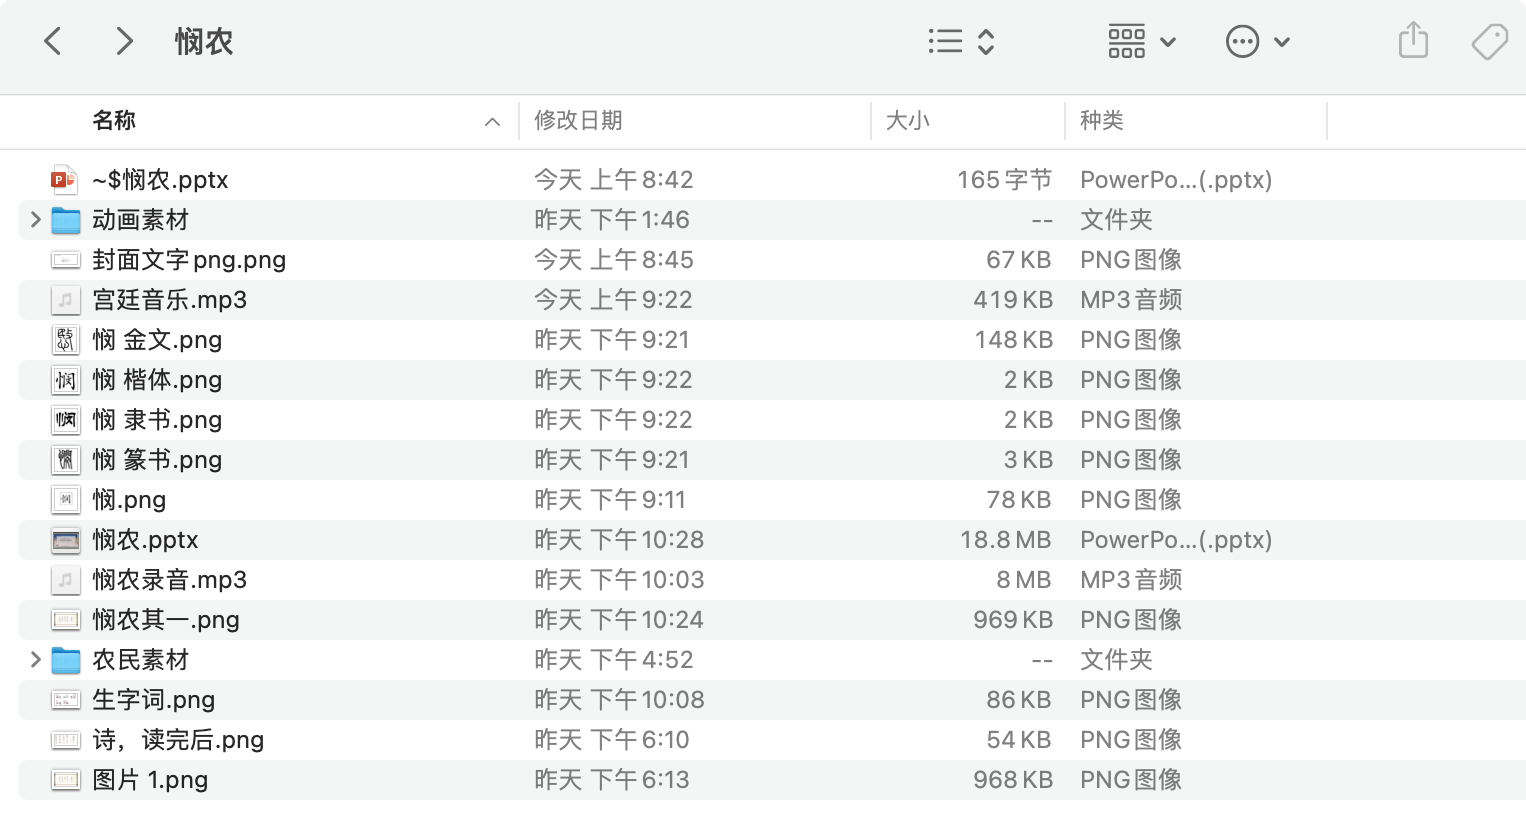 悯农
名称 修改日期 大小 种类
~$悯农.pptx 今天 上午8:42 165 字节 PowerPo...(.pptx)
动画素材 昨天 下午1:46 -- 文件夹
封面文字png.png 今天 上午8:45 67 KB PNG图像
宫廷音乐.mp3 今天 上午9:22 419 KB MP3音频
悯 金文.png 昨天 下午9:21 148 KB PNG图像
悯 楷体.png 昨天 下午9:22 2 KB PNG图像
悯 隶书.png 昨天 下午9:22 2 KB PNG图像
悯 篆书.png 昨天 下午9:21 3 KB PNG图像
悯.png 昨天 下午9:11 78 KB PNG图像
悯农.pptx 昨天 下午10:28 18.8 MB PowerPo...(.pptx)
悯农录音.mp3 昨天 下午10:03 8 MB MP3音频
悯农其一.png 昨天 下午10:24 969 KB PNG图像
农民素材 昨天 下午4:52 -- 文件夹
生字词.png 昨天 下午10:08 86 KB PNG图像
诗，读完后.png 昨天 下午6:10 54 KB PNG图像
图片 1.png 昨天 下午6:13 968 KB PNG图像